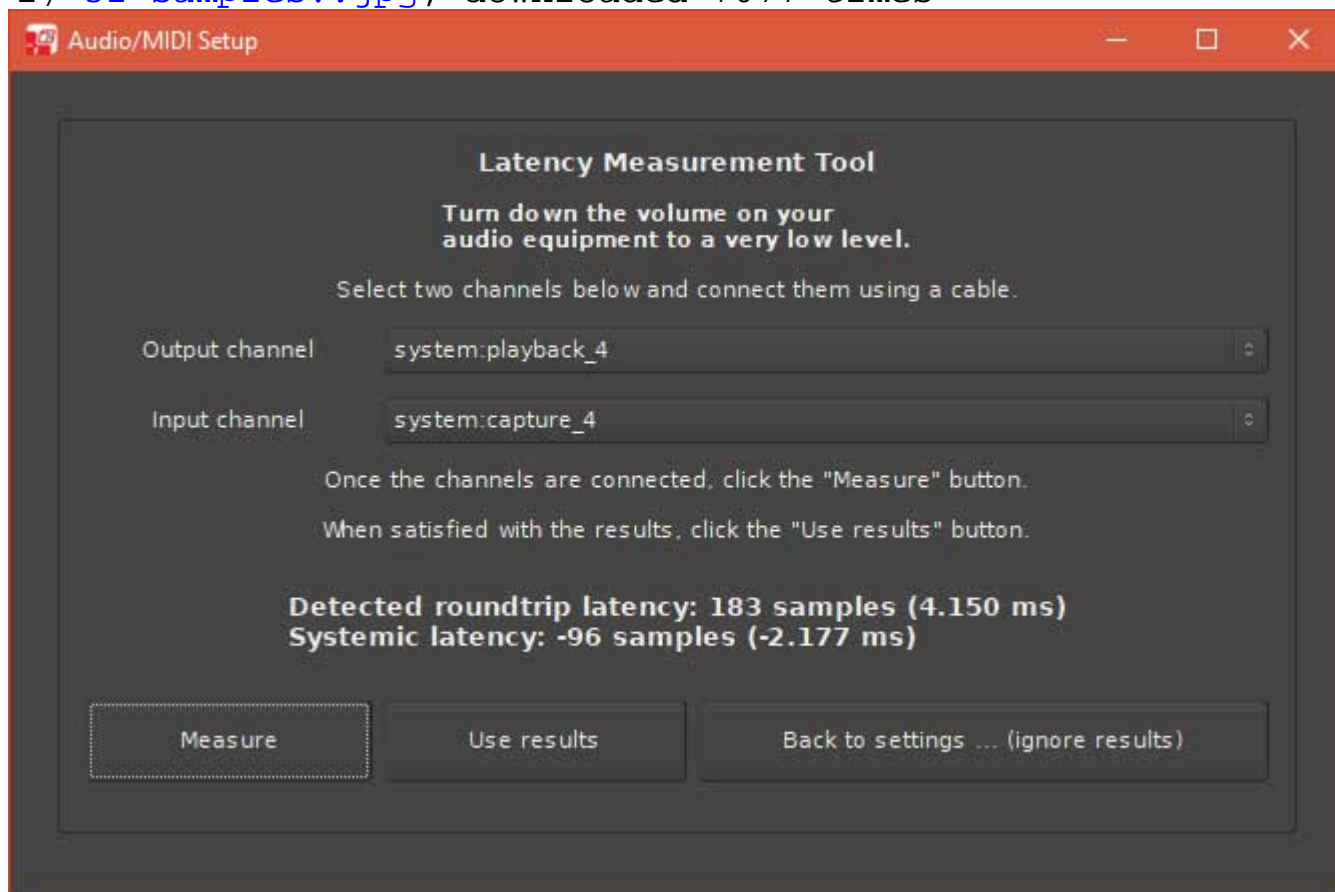 Audio/MIDI Setup
Latency Measurement Tool
Turn down the volume on your
audio equipment to a very low level.
Select two channels below and connect them using a cable.
Output channel system:playback_4
Input channel system:capture_4
Once the channels are connected, click the "Measure" button.
When satisfied with the results, click the "Use results" button.
Detected roundtrip latency: 183 samples (4.150 ms)
Systemic latency: -96 samples (-2.177 ms)
Measure Use results Back to settings ... (ignore results)